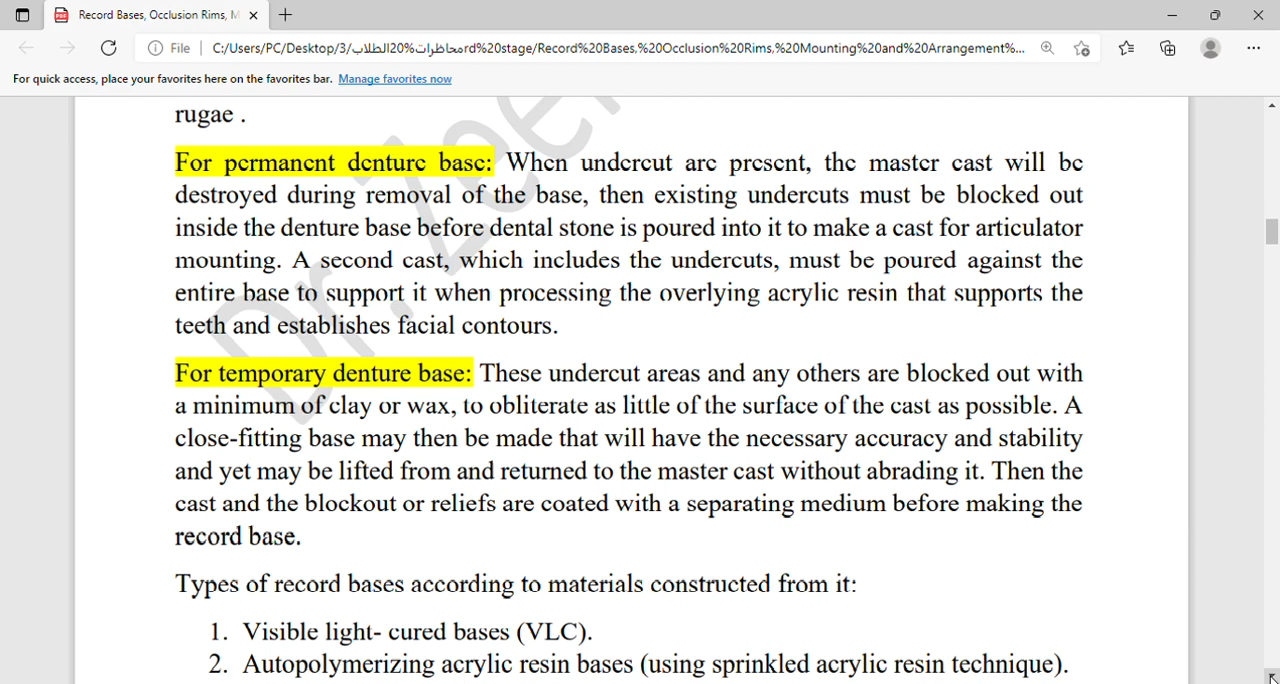 Record Bases, Occlusion Rims, M
File
C:/Users/PC/Desktop/3/محاظرات%20الطلاب/rd%20stage/Record%20Bases,%20Occlusion%20Rims,%20Mounting%20and%20Arrangement%...
For quick access, place your favorites here on the favorites bar. Manage favorites now
rugae .
For permanent denture base: When undercut are present, the master cast will be
destroyed during removal of the base, then existing undercuts must be blocked out
inside the denture base before dental stone is poured into it to make a cast for articulator
mounting. A second cast, which includes the undercuts, must be poured against the
entire base to support it when processing the overlying acrylic resin that supports the
teeth and establishes facial contours.
For temporary denture base: These undercut areas and any others are blocked out with
a minimum of clay or wax, to obliterate as little of the surface of the cast as possible. A
close-fitting base may then be made that will have the necessary accuracy and stability
and yet may be lifted from and returned to the master cast without abrading it. Then the
cast and the blockout or reliefs are coated with a separating medium before making the
record base.
Types of record bases according to materials constructed from it:
1. Visible light- cured bases (VLC).
2. Autopolymerizing acrylic resin bases (using sprinkled acrylic resin technique).
Dr.